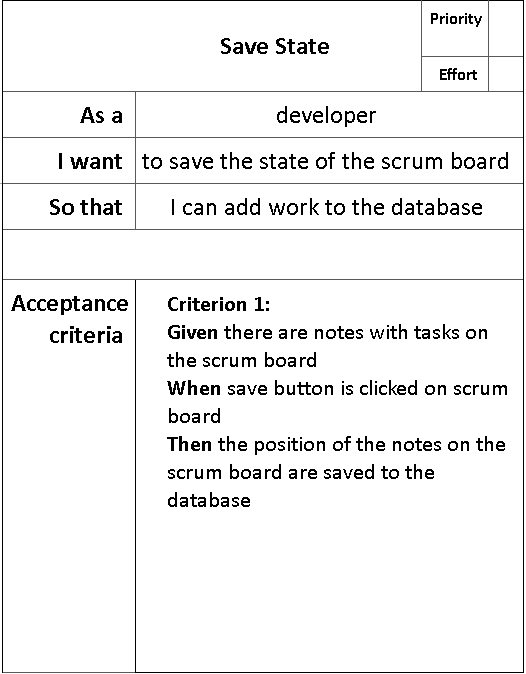 Save State
Priority
Effort
As a developer
I want to save the state of the scrum board
So that I can add work to the database
Acceptance
criteria
Criterion 1:
Given there are notes with tasks on
the scrum board
When save button is clicked on scrum
board
Then the position of the notes on the
scrum board are saved to the
database